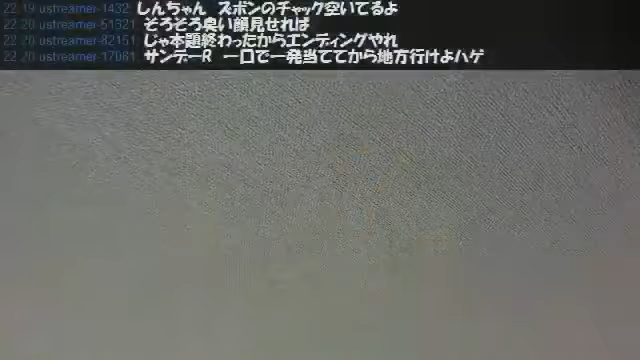 22:19 ustreamer-1432 しんちゃん ズボンのチャック空いてるよ
22:20 ustreamer-51321 そろそろ臭い顔見せれば
22:20 ustreamer-82151 じゃ本題終わったからエンディングやれ
22:20 ustreamer-17081 サンデーR 一口で一発当ててから地方行けよハゲ